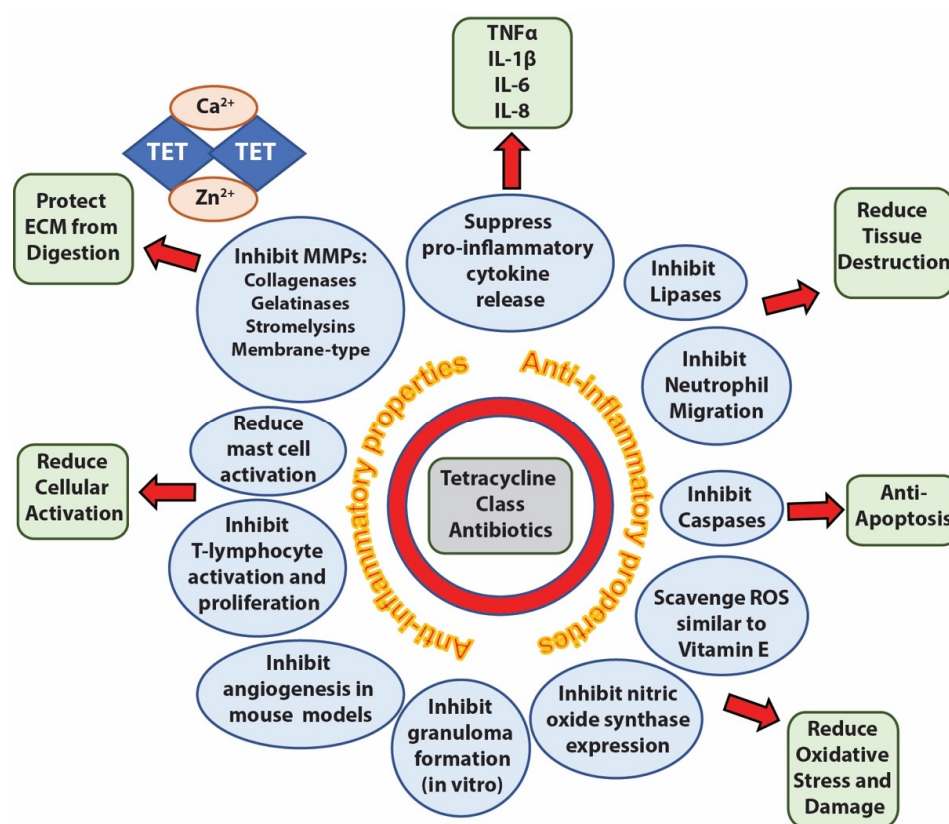 TNFα
IL-1β
IL-6
IL-8
Ca²⁺
TET TET
Zn²⁺
Protect
ECM from
Digestion
Inhibit MMPs:
Collagenases
Gelatinases
Stromelysins
Membrane-type
Suppress
pro-inflammatory
cytokine
release
Inhibit
Lipases
Reduce
Tissue
Destruction
Inhibit
Neutrophil
Migration
Anti-inflammatory properties
Anti-inflammatory properties
Reduce
mast cell
activation
Reduce
Cellular
Activation
Inhibit
T-lymphocyte
activation and
proliferation
Tetracycline
Class
Antibiotics
Inhibit
Caspases
Anti-
Apoptosis
Scavenge ROS
similar to
Vitamin E
Inhibit
angiogenesis in
mouse models
Inhibit
granuloma
formation
(in vitro)
Inhibit nitric
oxide synthase
expression
Reduce
Oxidative
Stress and
Damage